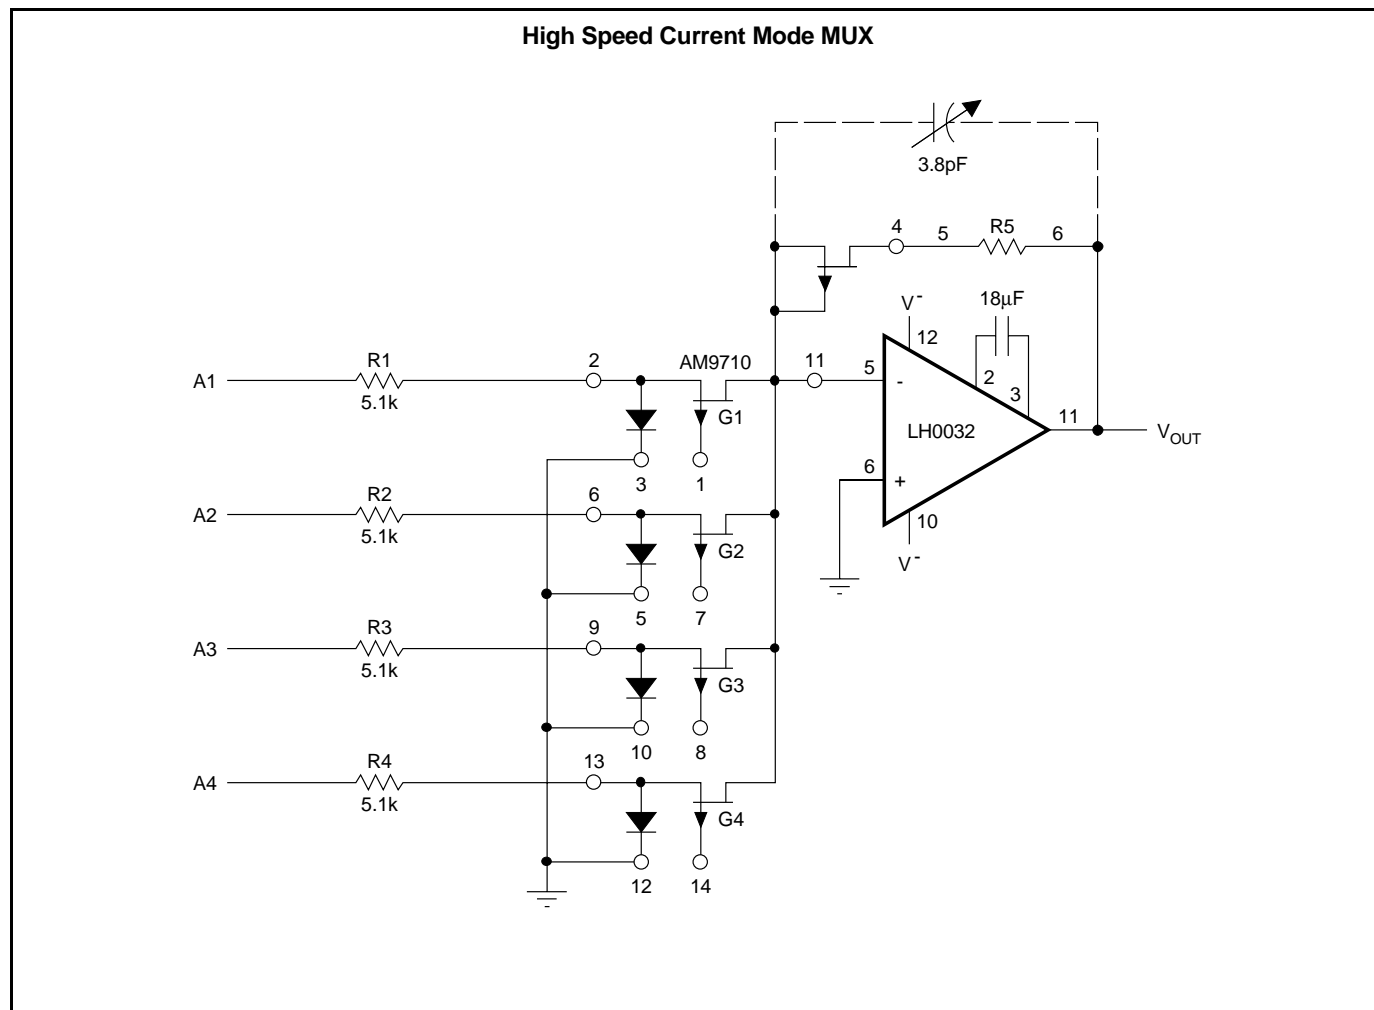 High Speed Current Mode MUX
3.8pF
4 5 R5 6
18µF
V-
12
A1 R1 2 AM9710 11 5 - 2 3
5.1k G1 LH0032 11 VOUT
3 1 6 +
A2 R2 6 10
5.1k G2 V-
5 7
A3 R3 9
5.1k G3
10 8
A4 R4 13
5.1k G4
12 14